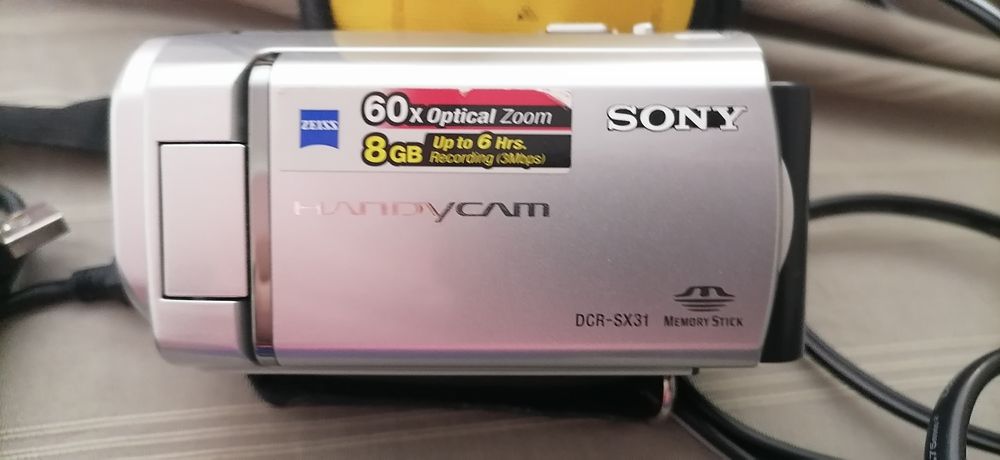 ZEISS
60x Optical Zoom
8GB Up to 6 Hrs.
Recording (3Mbps)
SONY
HANDYCAM
DCR-SX31 MEMORY STICK